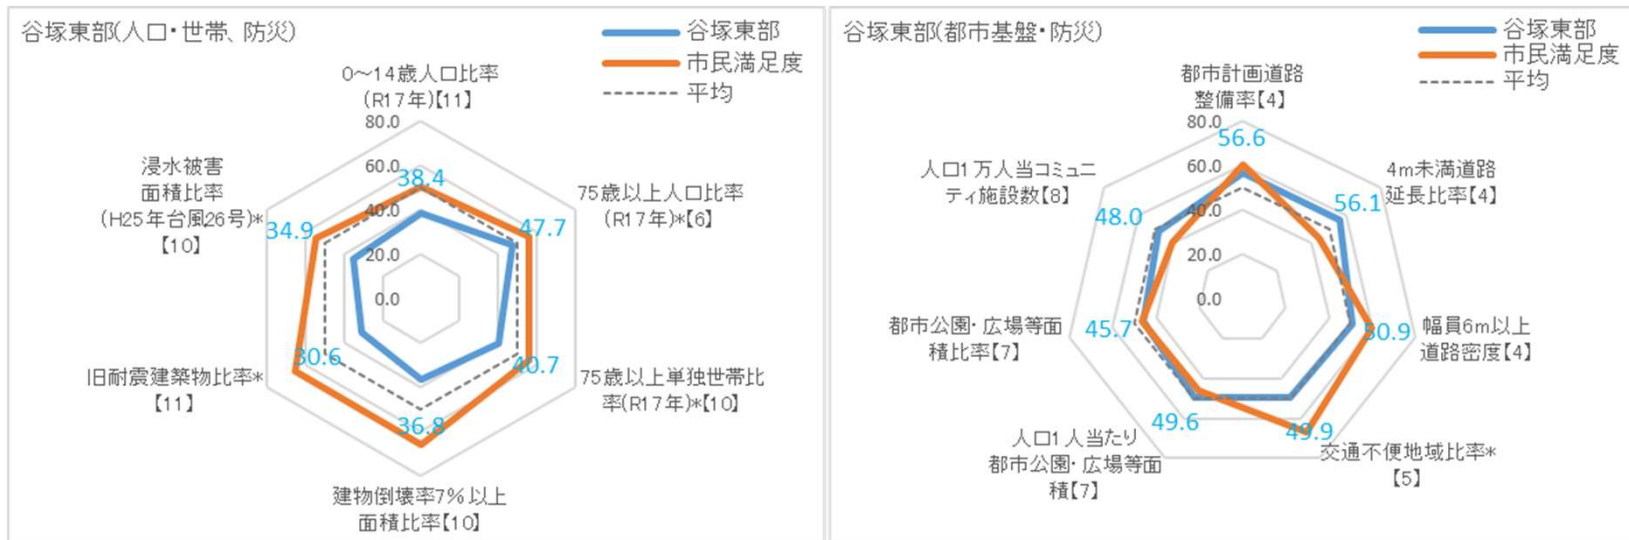 谷塚東部(人口・世帯、防災)
谷塚東部
市民満足度
平均
0～14歳人口比率
(R17年)【11】
80.0
60.0
40.0
20.0
0.0
38.4
75歳以上人口比率
(R17年)*【6】
47.7
75歳以上単独世帯比
率(R17年)*【10】
40.7
建物倒壊率7%以上
面積比率【10】
36.8
旧耐震建築物比率*
【11】
30.6
浸水被害
面積比率
(H25年台風26号)*
【10】
34.9
谷塚東部(都市基盤・防災)
谷塚東部
市民満足度
平均
都市計画道路
整備率【4】
80.0
60.0
40.0
20.0
0.0
56.6
4m未満道路
延長比率【4】
56.1
幅員6m以上
道路密度【4】
50.9
交通不便地域比率*
【5】
49.9
人口1人当たり
都市公園・広場等面
積【7】
49.6
都市公園・広場等面
積比率【7】
45.7
人口1万人当コミュニ
ティ施設数【8】
48.0